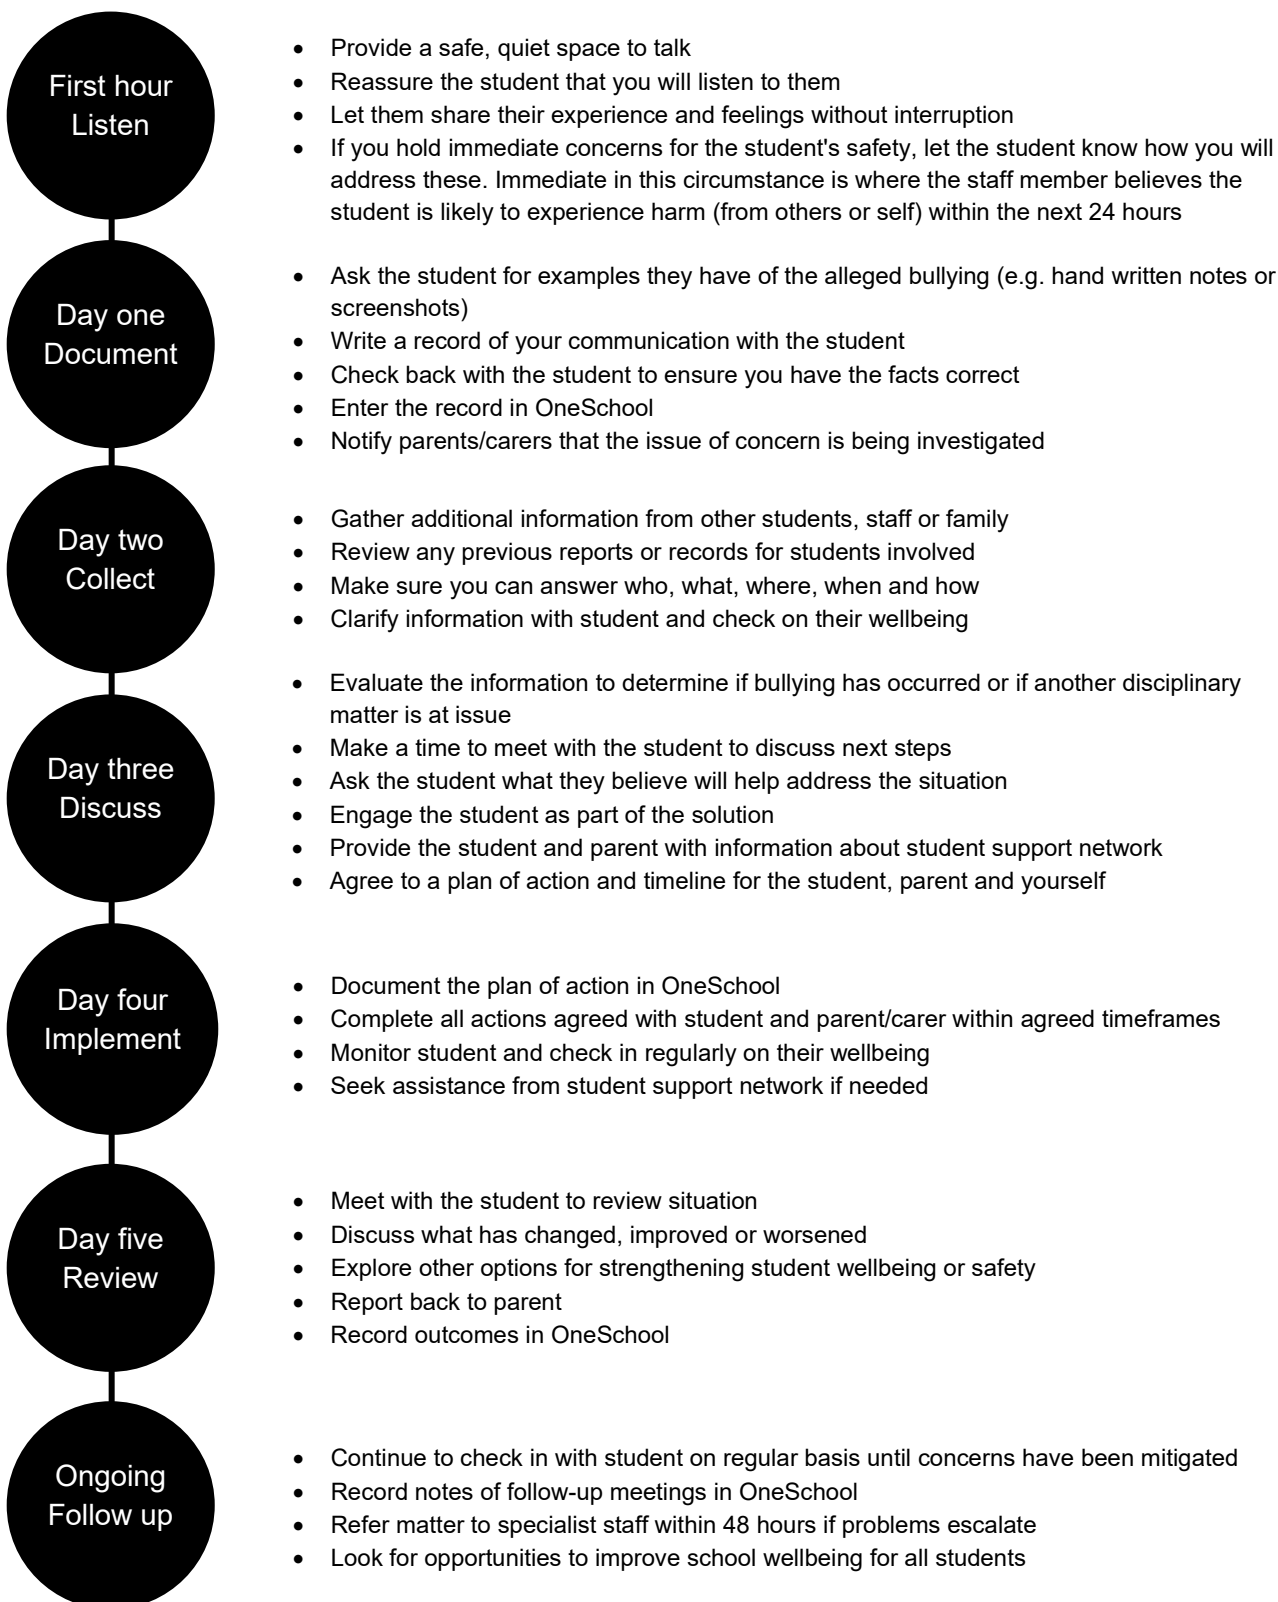 First hour
Listen
• Provide a safe, quiet space to talk
• Reassure the student that you will listen to them
• Let them share their experience and feelings without interruption
• If you hold immediate concerns for the student's safety, let the student know how you will
address these. Immediate in this circumstance is where the staff member believes the
student is likely to experience harm (from others or self) within the next 24 hours
Day one
Document
• Ask the student for examples they have of the alleged bullying (e.g. hand written notes or
screenshots)
• Write a record of your communication with the student
• Check back with the student to ensure you have the facts correct
• Enter the record in OneSchool
• Notify parents/carers that the issue of concern is being investigated
Day two
Collect
• Gather additional information from other students, staff or family
• Review any previous reports or records for students involved
• Make sure you can answer who, what, where, when and how
• Clarify information with student and check on their wellbeing
Day three
Discuss
• Evaluate the information to determine if bullying has occurred or if another disciplinary
matter is at issue
• Make a time to meet with the student to discuss next steps
• Ask the student what they believe will help address the situation
• Engage the student as part of the solution
• Provide the student and parent with information about student support network
• Agree to a plan of action and timeline for the student, parent and yourself
Day four
Implement
• Document the plan of action in OneSchool
• Complete all actions agreed with student and parent/carer within agreed timeframes
• Monitor student and check in regularly on their wellbeing
• Seek assistance from student support network if needed
Day five
Review
• Meet with the student to review situation
• Discuss what has changed, improved or worsened
• Explore other options for strengthening student wellbeing or safety
• Report back to parent
• Record outcomes in OneSchool
Ongoing
Follow up
• Continue to check in with student on regular basis until concerns have been mitigated
• Record notes of follow-up meetings in OneSchool
• Refer matter to specialist staff within 48 hours if problems escalate
• Look for opportunities to improve school wellbeing for all students